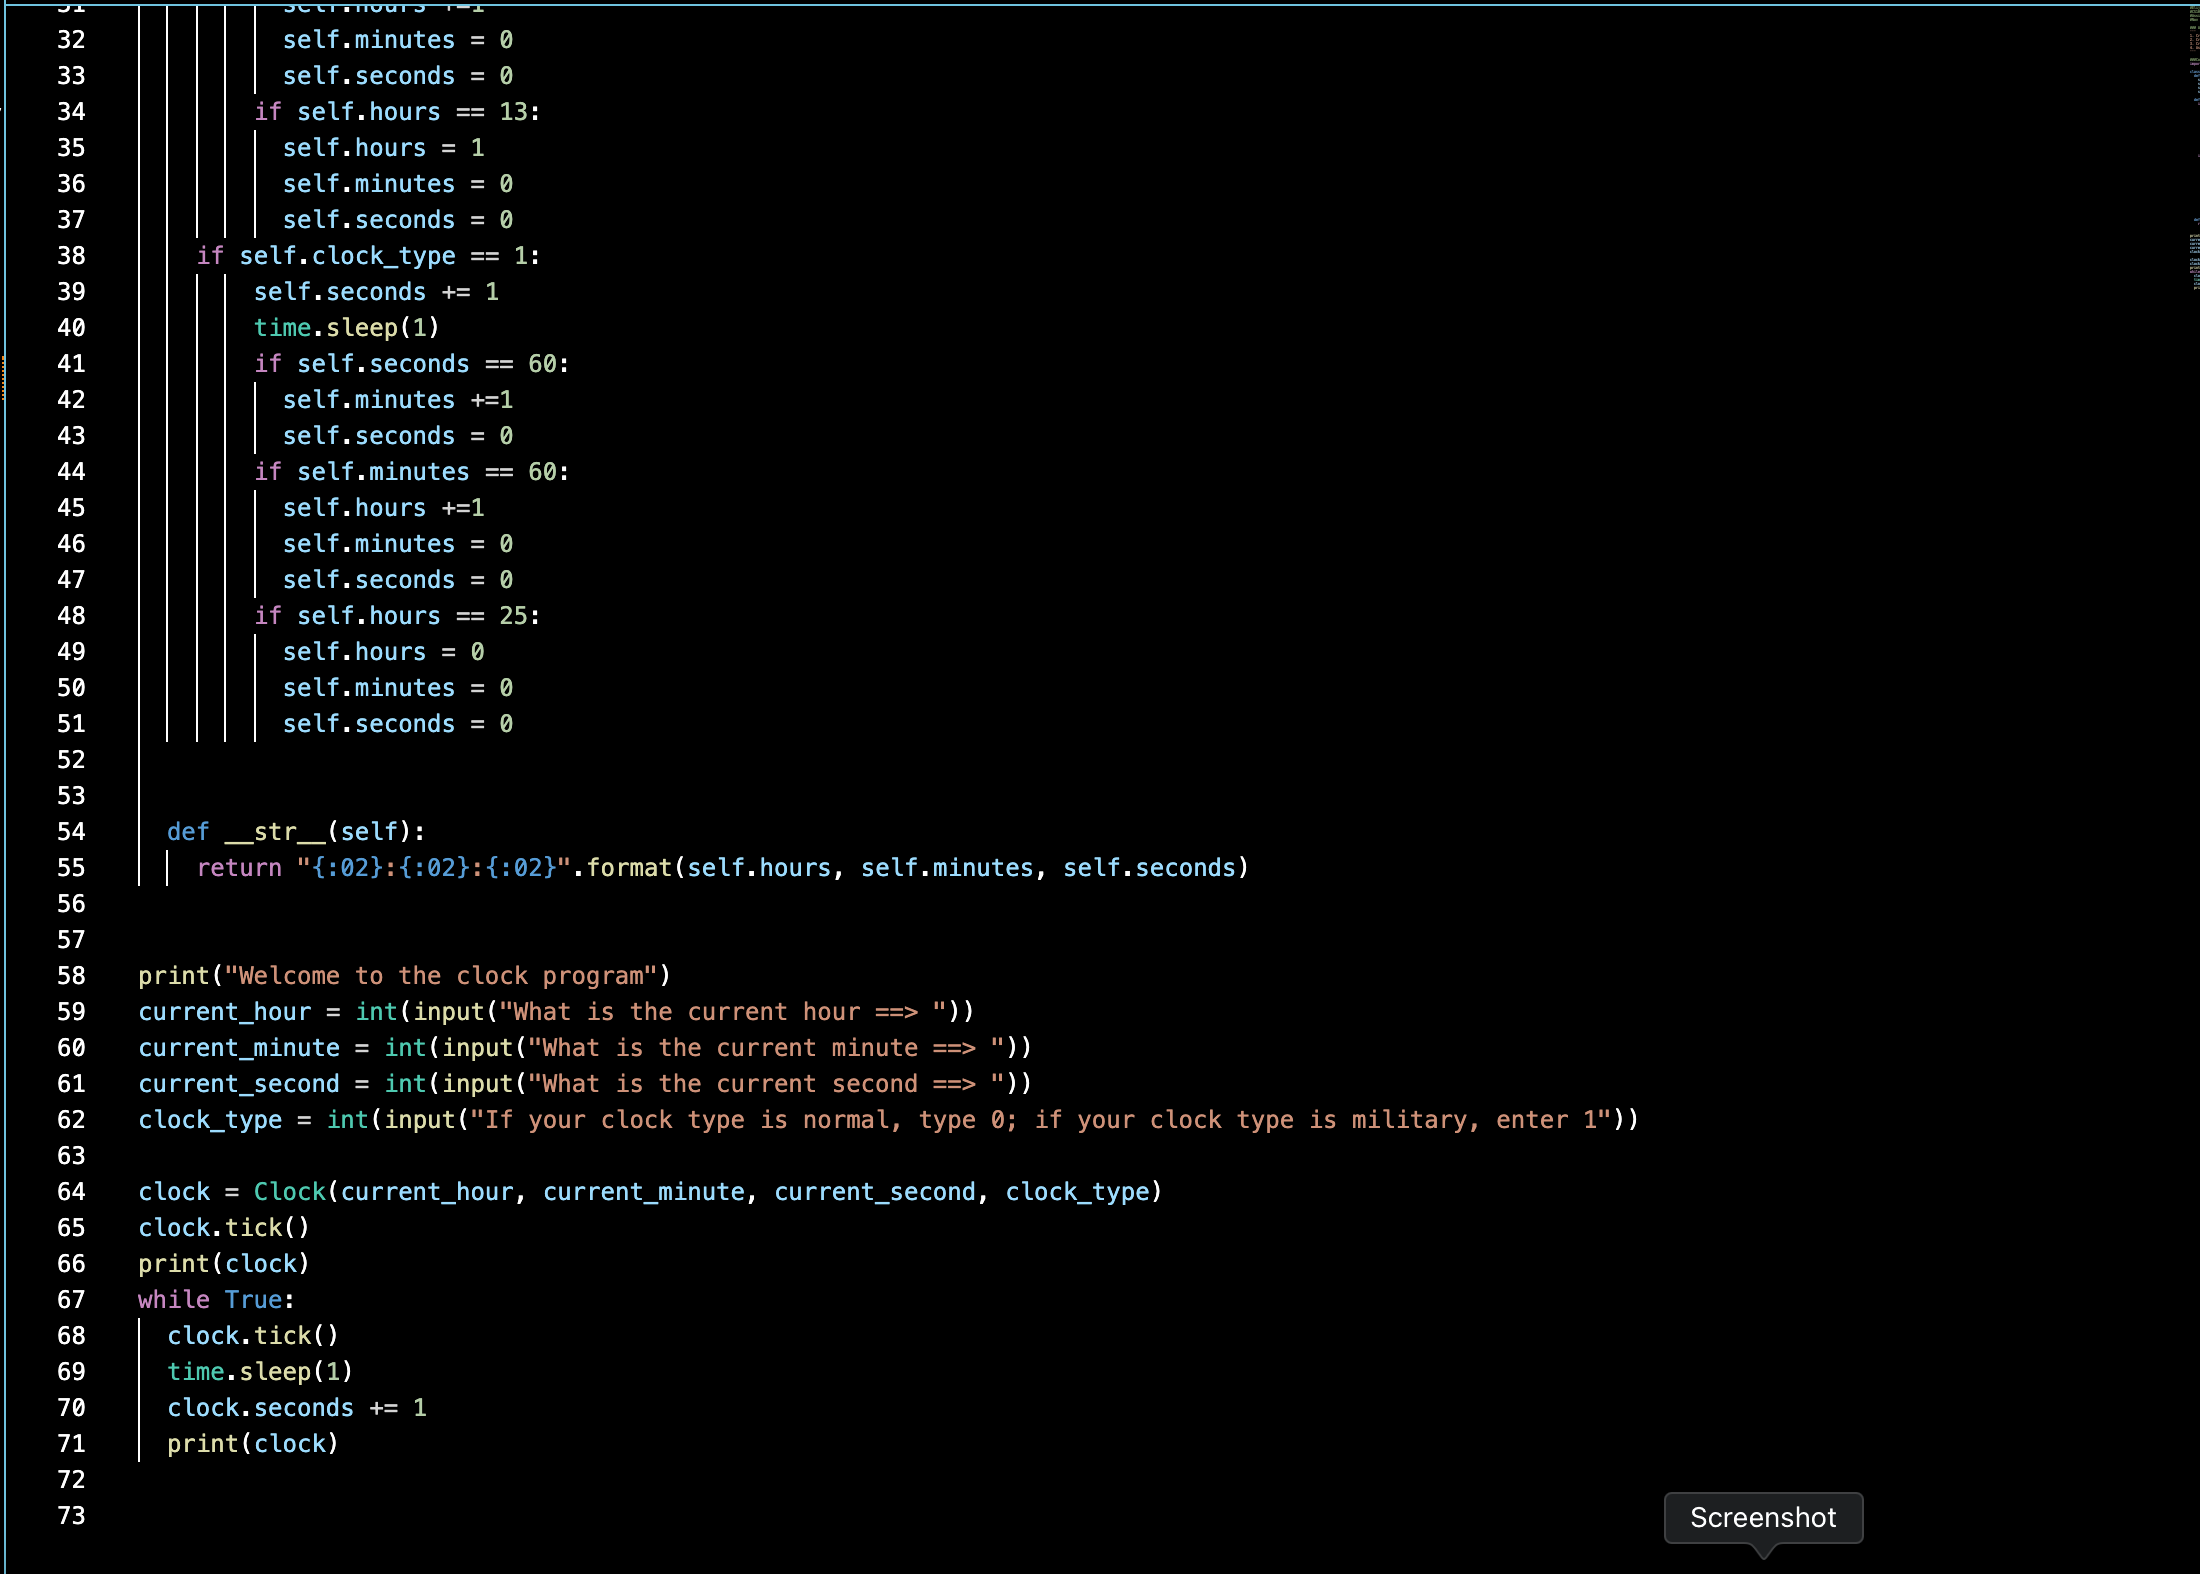 31 self.hours +=1
32 self.minutes = 0
33 self.seconds = 0
34 if self.hours == 13:
35 self.hours = 1
36 self.minutes = 0
37 self.seconds = 0
38 if self.clock_type == 1:
39 self.seconds += 1
40 time.sleep(1)
41 if self.seconds == 60:
42 self.minutes +=1
43 self.seconds = 0
44 if self.minutes == 60:
45 self.hours +=1
46 self.minutes = 0
47 self.seconds = 0
48 if self.hours == 25:
49 self.hours = 0
50 self.minutes = 0
51 self.seconds = 0
52
53
54 def __str__(self):
55 return "{:02}:{:02}:{:02}".format(self.hours, self.minutes, self.seconds)
56
57
58 print("Welcome to the clock program")
59 current_hour = int(input("What is the current hour ==> "))
60 current_minute = int(input("What is the current minute ==> "))
61 current_second = int(input("What is the current second ==> "))
62 clock_type = int(input("If your clock type is normal, type 0; if your clock type is military, enter 1"))
63
64 clock = Clock(current_hour, current_minute, current_second, clock_type)
65 clock.tick()
66 print(clock)
67 while True:
68 clock.tick()
69 time.sleep(1)
70 clock.seconds += 1
71 print(clock)
72
73
Screenshot